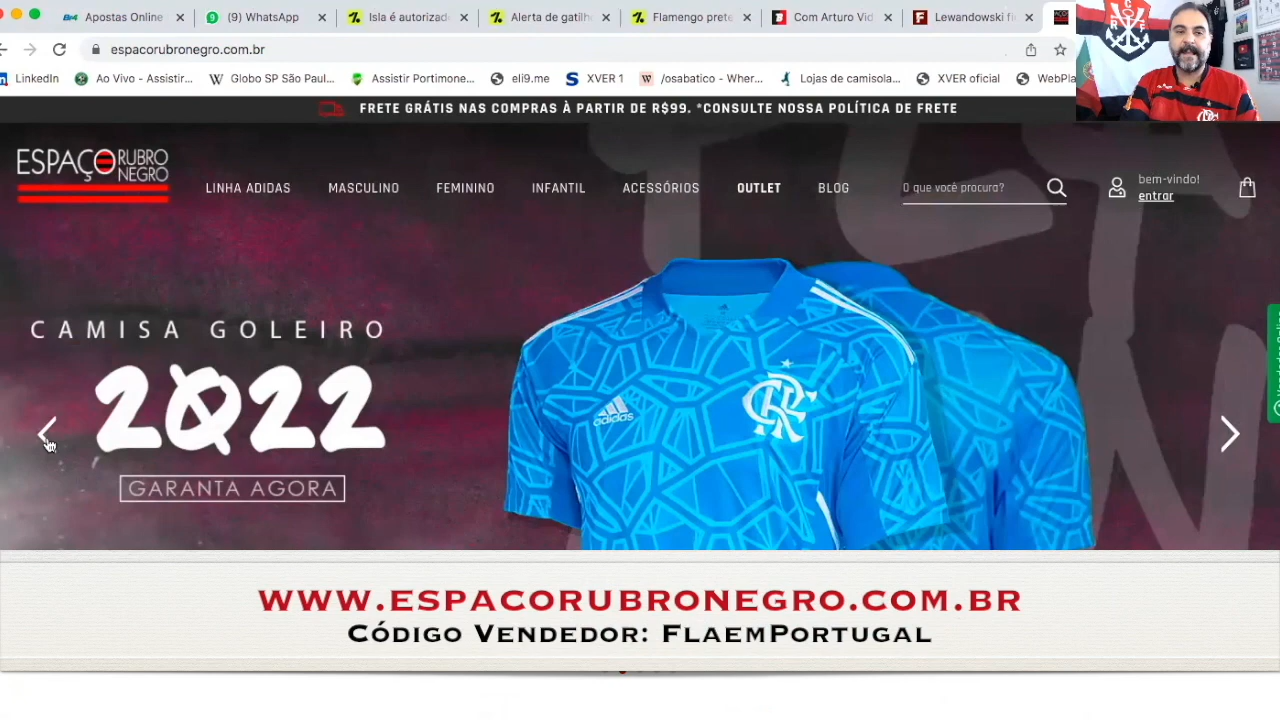 Apostas Online
(9) WhatsApp
Isla é autorizad
Alerta de gatilh
Flamengo prete
Com Arturo Vid
Lewandowski fi
espacorubronegro.com.br
LinkedIn
Ao Vivo - Assistir...
Globo SP São Paul...
Assistir Portimone...
eli9.me
XVER 1
/osabatico – Wher...
Lojas de camisola...
XVER oficial
WebPla
FRETE GRÁTIS NAS COMPRAS À PARTIR DE R$99. *CONSULTE NOSSA POLÍTICA DE FRETE
ESPAÇO RUBRO NEGRO
LINHA ADIDAS
MASCULINO
FEMININO
INFANTIL
ACESSÓRIOS
OUTLET
BLOG
O que você procura?
bem-vindo!
entrar
CAMISA GOLEIRO
2022
GARANTA AGORA
adidas
CRF
WWW.ESPACORUBRONEGRO.COM.BR
CÓDIGO VENDEDOR: FLAEMPORTUGAL